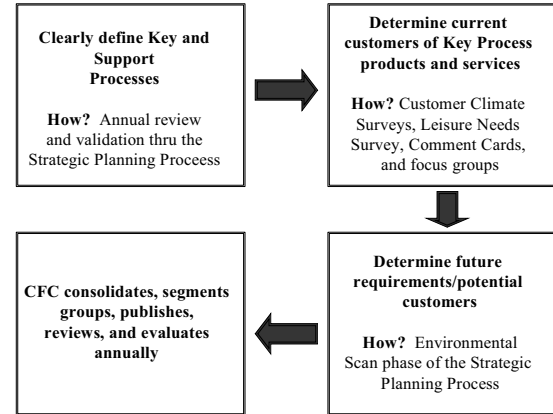 Clearly define Key and
Support
Processes
How? Annual review
and validation thru the
Strategic Planning Proceess
Determine current
customers of Key Process
products and services
How? Customer Climate
Surveys, Leisure Needs
Survey, Comment Cards,
and focus groups
Determine future
requirements/potential
customers
How? Environmental
Scan phase of the Strategic
Planning Process
CFC consolidates, segments
groups, publishes,
reviews, and evaluates
annually